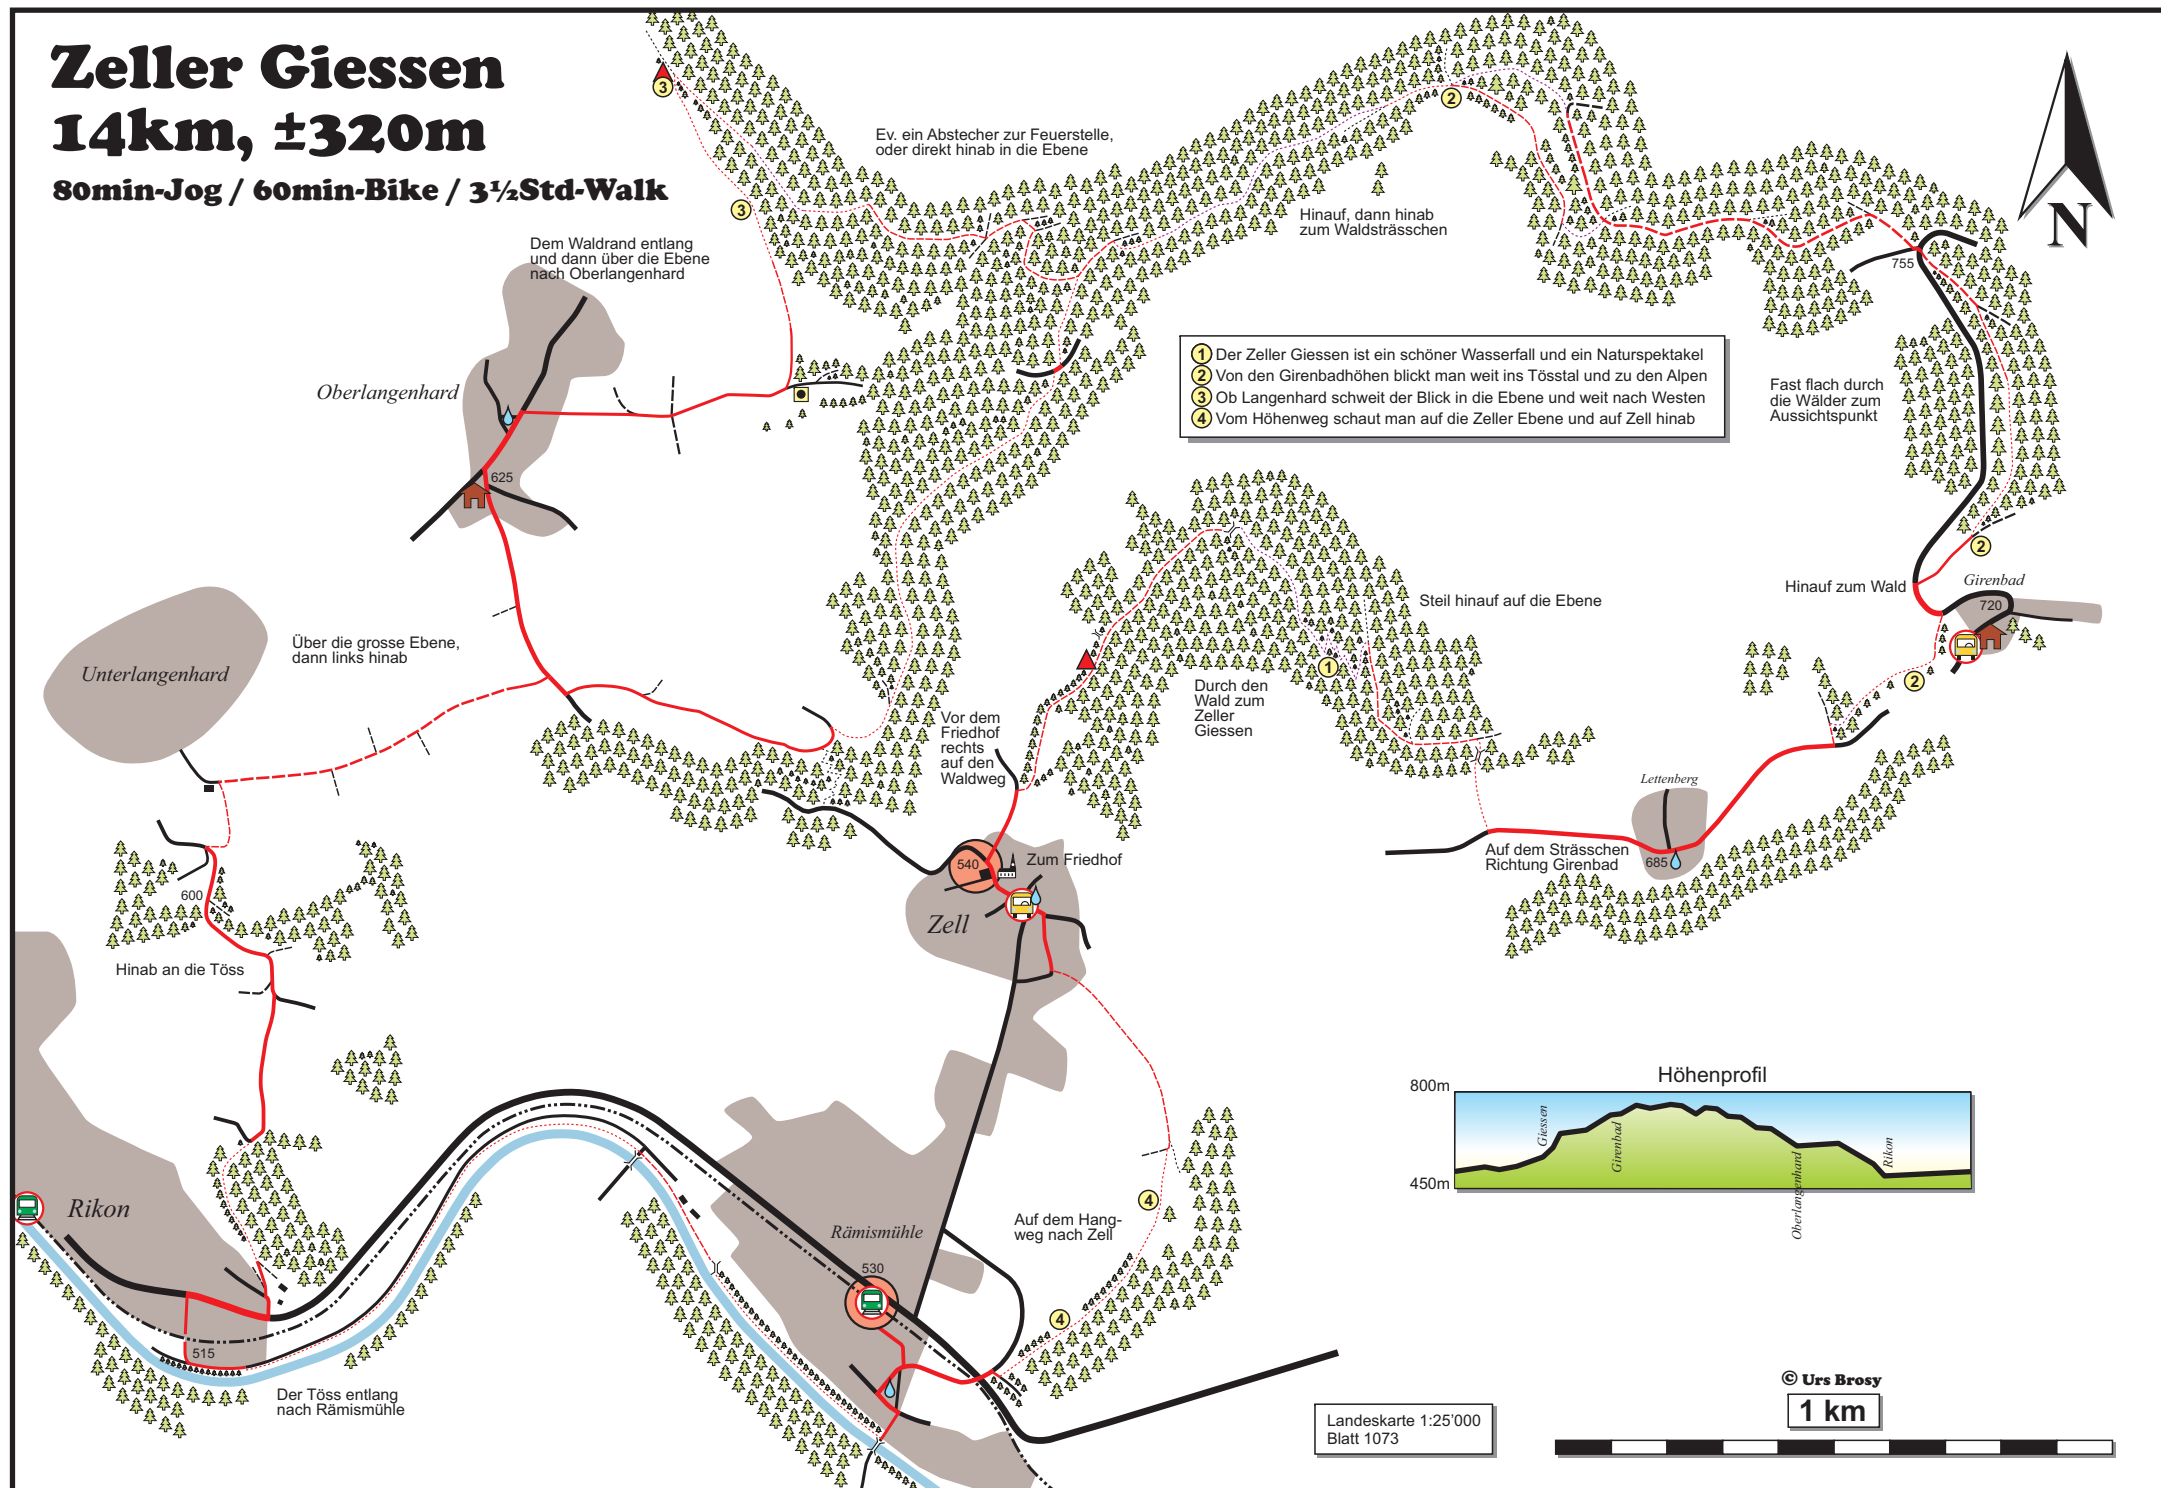 Zeller Giessen
14km, ±320m
80min-Jog / 60min-Bike / 3½Std-Walk
3
3
Ev. ein Abstecher zur Feuerstelle,
oder direkt hinab in die Ebene
2
Hinauf, dann hinab
zum Waldsträsschen
N
755
Dem Waldrand entlang
und dann über die Ebene
nach Oberlangenhard
Oberlangenhard
625
1 Der Zeller Giessen ist ein schöner Wasserfall und ein Naturspektakel
2 Von den Girenbadhöhen blickt man weit ins Tösstal und zu den Alpen
3 Ob Langenhard schweit der Blick in die Ebene und weit nach Westen
4 Vom Höhenweg schaut man auf die Zeller Ebene und auf Zell hinab
Fast flach durch
die Wälder zum
Aussichtspunkt
2
Hinauf zum Wald
Girenbad
720
2
Steil hinauf auf die Ebene
1
Durch den
Wald zum
Zeller
Giessen
Über die grosse Ebene,
dann links hinab
Unterlangenhard
Vor dem
Friedhof
rechts
auf den
Waldweg
Lettenberg
685
Auf dem Strässchen
Richtung Girenbad
540
Zum Friedhof
Zell
600
Hinab an die Töss
Rikon
515
Der Töss entlang
nach Rämismühle
Rämismühle
530
4
Auf dem Hang-
weg nach Zell
4
Höhenprofil
800m
450m
Giessen
Girenbad
Oberlangenhard
Rikon
Landeskarte 1:25'000
Blatt 1073
© Urs Brosy
1 km